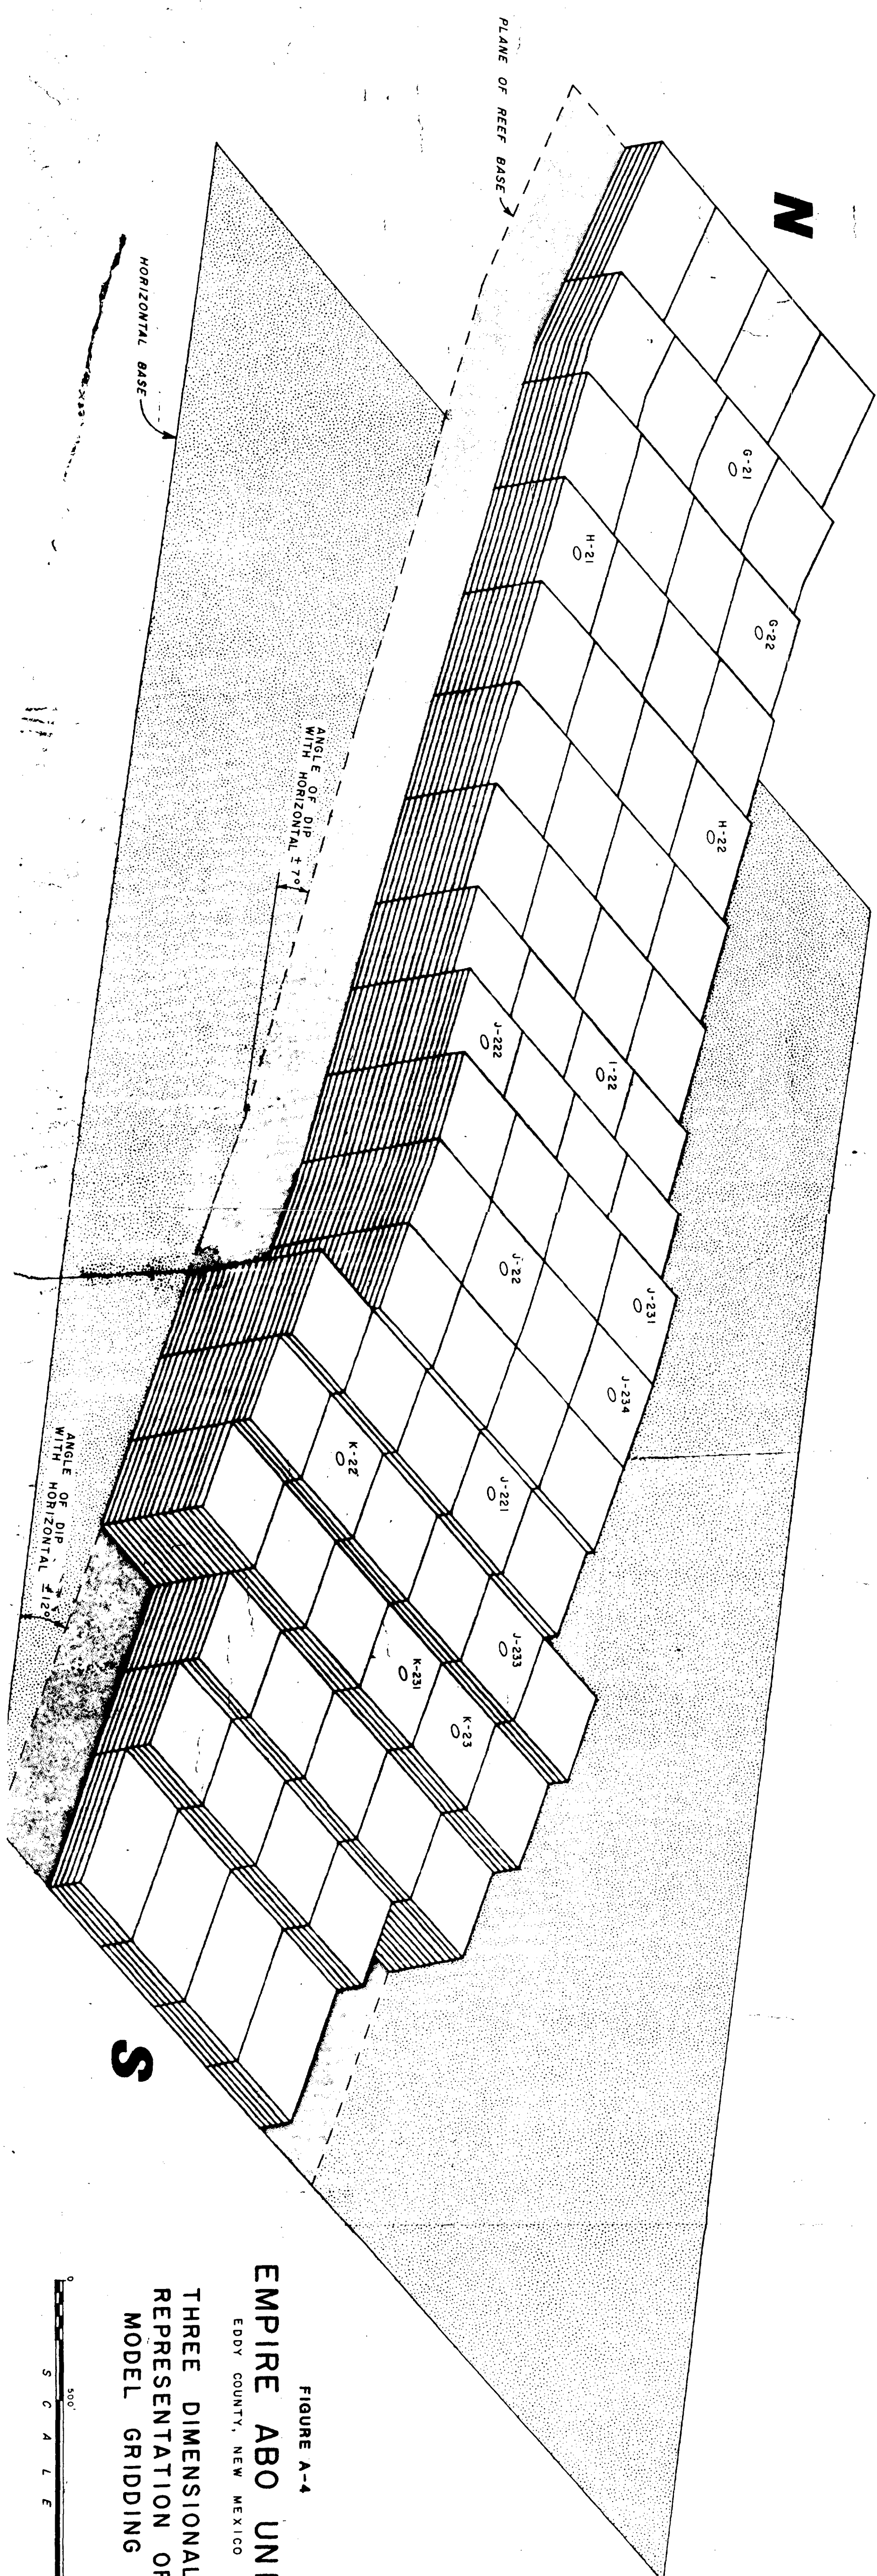 N
PLANE OF REEF BASE
HORIZONTAL BASE
G-21
G-22
H-21
H-22
ANGLE OF DIP
WITH HORIZONTAL ± 7°
I-22
J-222
J-22
J-231
J-234
K-22
J-221
J-233
K-231
K-23
ANGLE OF DIP
WITH HORIZONTAL ±12°
S
FIGURE A-4
EMPIRE ABO UNI
EDDY COUNTY, NEW MEXICO
THREE DIMENSIONAL
REPRESENTATION OF
MODEL GRIDDING
0
500'
SCALE